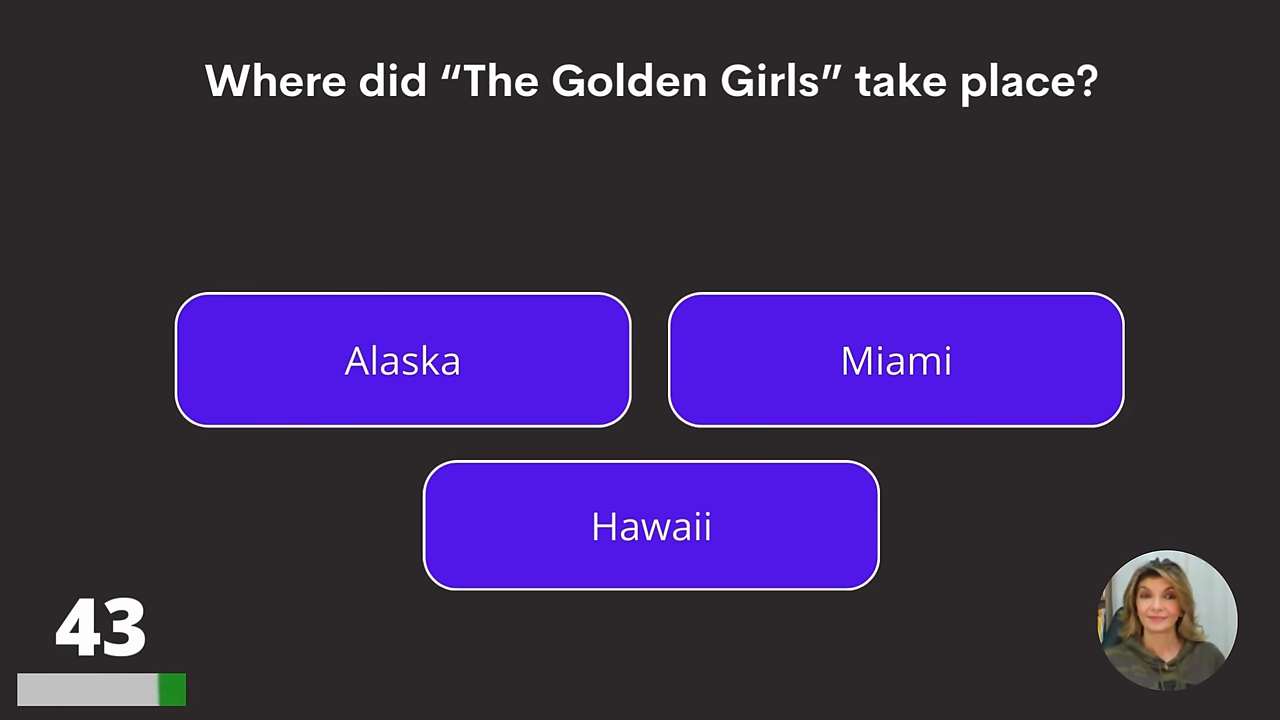 Where did “The Golden Girls” take place?
Alaska
Miami
Hawaii
43